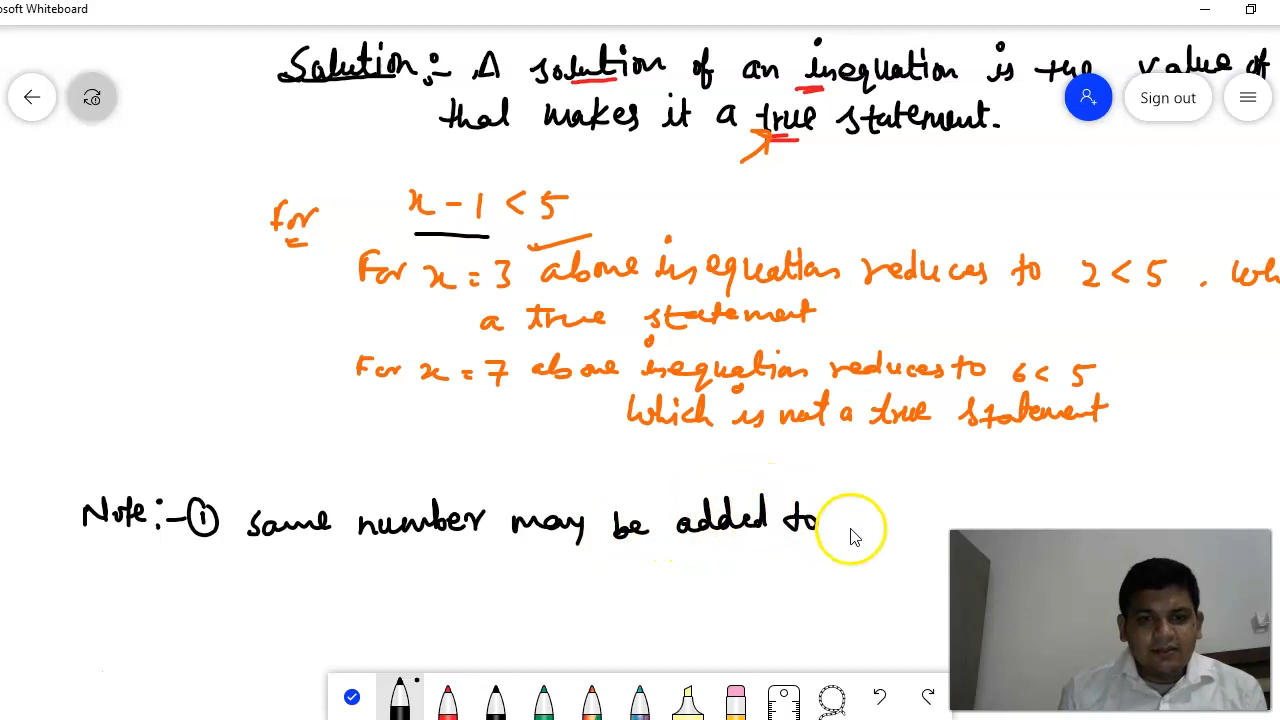 osoft Whiteboard
Solution:- A solution of an inequation is the value of
that makes it a true statement.
Sign out
for x - 1 < 5
For x = 3 above inequation reduces to 2 < 5 . Whi
a true statement
For x = 7 above inequation reduces to 6 < 5
Which is not a true statement
Note:- ① same number may be added to